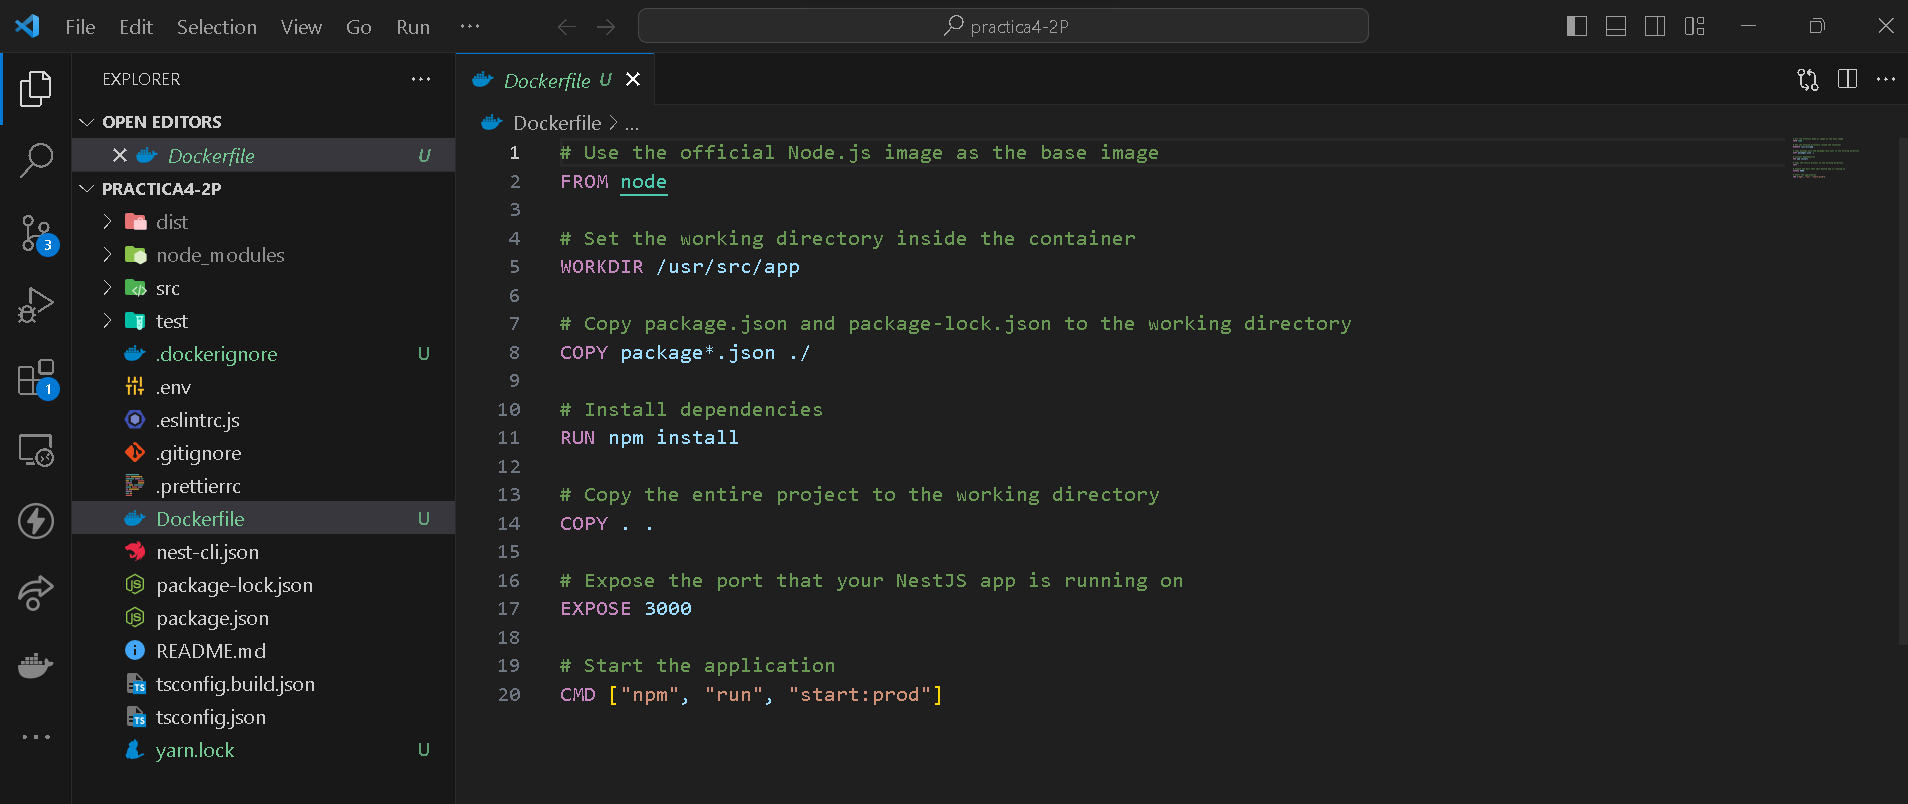 File Edit Selection View Go Run ...
practica4-2P
EXPLORER ...
OPEN EDITORS
Dockerfile U
PRACTICA4-2P
dist
node_modules
src
test
.dockerignore U
.env
.eslintrc.js
.gitignore
.prettierrc
Dockerfile U
nest-cli.json
package-lock.json
package.json
README.md
tsconfig.build.json
tsconfig.json
yarn.lock U
3
1
Dockerfile U
Dockerfile > ...
1 # Use the official Node.js image as the base image
2 FROM node
3
4 # Set the working directory inside the container
5 WORKDIR /usr/src/app
6
7 # Copy package.json and package-lock.json to the working directory
8 COPY package*.json ./
9
10 # Install dependencies
11 RUN npm install
12
13 # Copy the entire project to the working directory
14 COPY . .
15
16 # Expose the port that your NestJS app is running on
17 EXPOSE 3000
18
19 # Start the application
20 CMD ["npm", "run", "start:prod"]